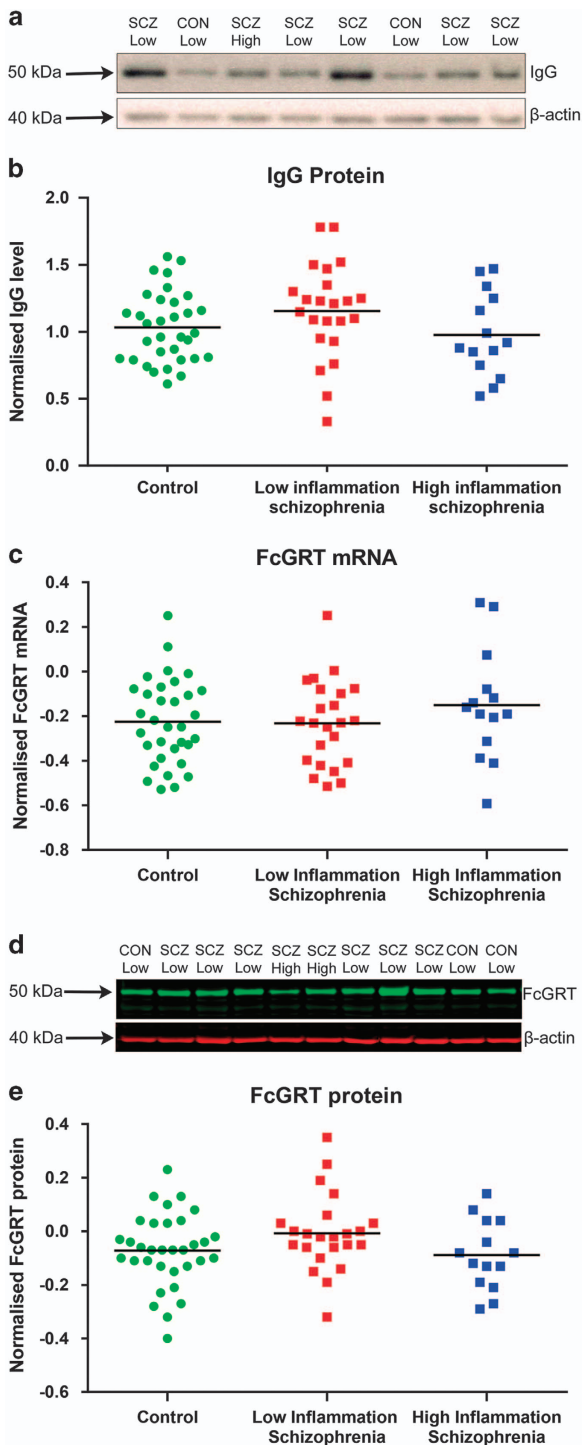 a
SCZ CON SCZ SCZ SCZ CON SCZ SCZ
Low Low High Low Low Low Low Low
50 kDa IgG
40 kDa β-actin
b
IgG Protein
Normalised IgG level
2.0
1.5
1.0
0.5
0.0
Control Low inflammation High inflammation
schizophrenia schizophrenia
c
FcGRT mRNA
Normalised FcGRT mRNA
0.4
0.2
0.0
-0.2
-0.4
-0.6
-0.8
Control Low Inflammation High Inflammation
Schizophrenia Schizophrenia
d
CON SCZ SCZ SCZ SCZ SCZ SCZ SCZ SCZ CON CON
Low Low Low Low High High Low Low Low Low Low
50 kDa FcGRT
40 kDa β-actin
e
FcGRT protein
Normalised FcGRT protein
0.4
0.2
0.0
-0.2
-0.4
-0.6
Control Low Inflammation High Inflammation
Schizophrenia Schizophrenia